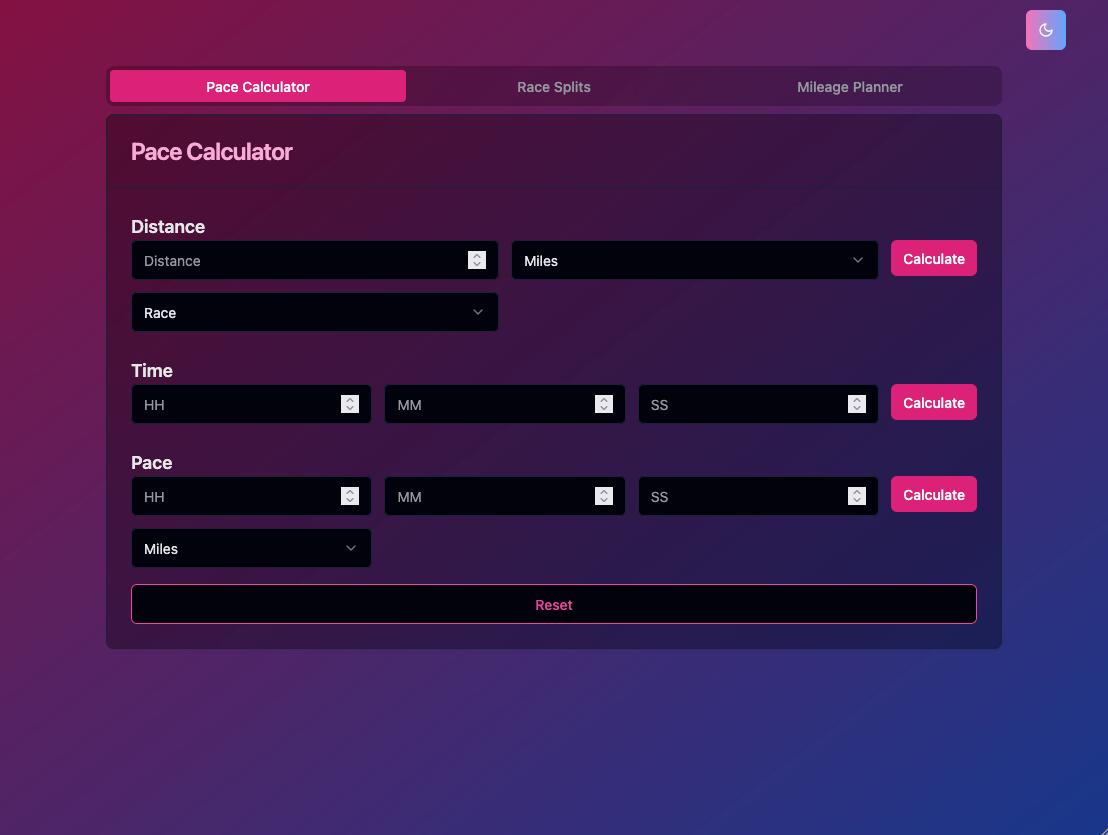 Pace Calculator Race Splits Mileage Planner
Pace Calculator
Distance
Distance Miles Calculate
Race
Time
HH MM SS Calculate
Pace
HH MM SS Calculate
Miles
Reset